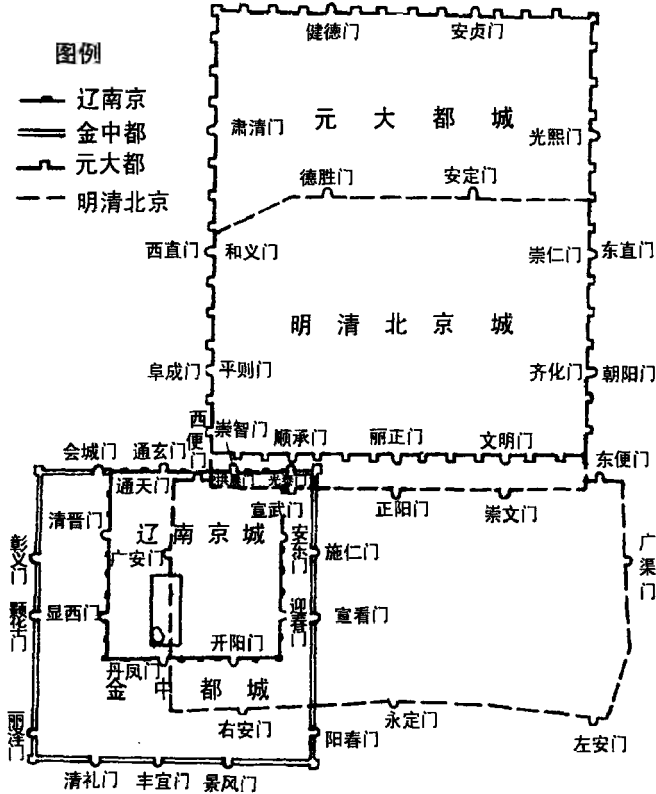 图例
辽南京
金中都
元大都
明清北京
健德门
安贞门
肃清门
元大都城
光熙门
德胜门
安定门
西直门
和义门
崇仁门
东直门
明清北京城
阜成门
平则门
齐化门
朝阳门
西便门
崇智门
顺承门
丽正门
文明门
会城门
通玄门
东便门
通天门
宣武门
正阳门
崇文门
清晋门
辽南京城
安东门
施仁门
广渠门
彰义门
广安门
显西门
迎春门
宣看门
开阳门
丹凤门
金中都城
右安门
永定门
左安门
丽泽门
阳春门
清礼门
丰宜门
景风门